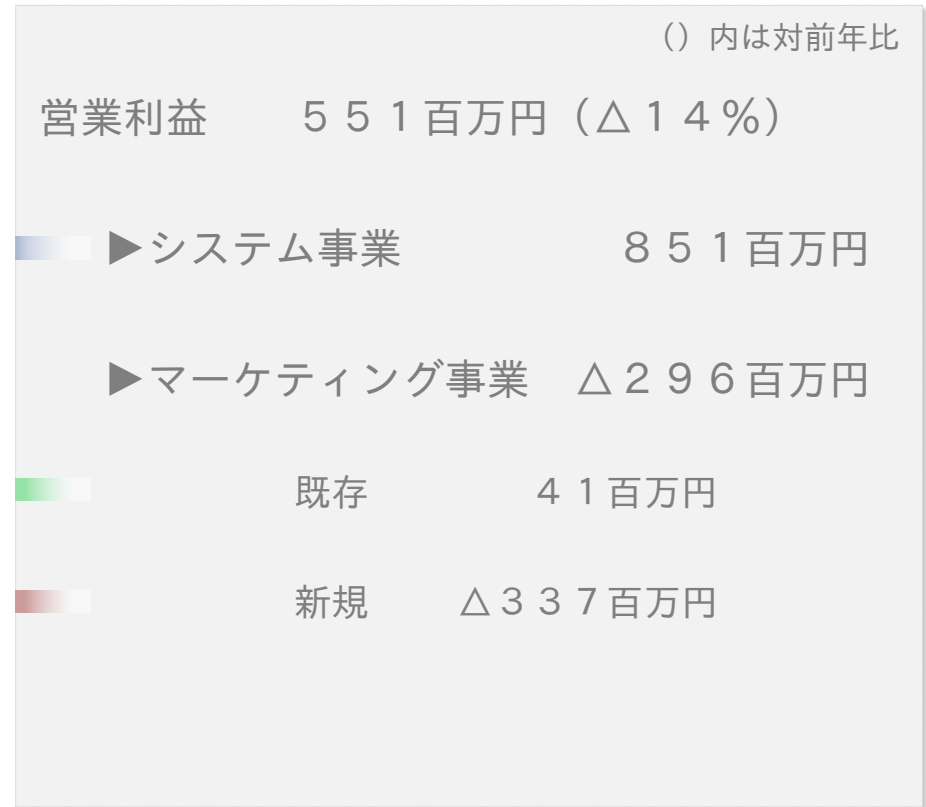 （）内は対前年比
営業利益　５５１百万円（△１４％）
▶システム事業　８５１百万円
▶マーケティング事業　△２９６百万円
既存　４１百万円
新規　△３３７百万円